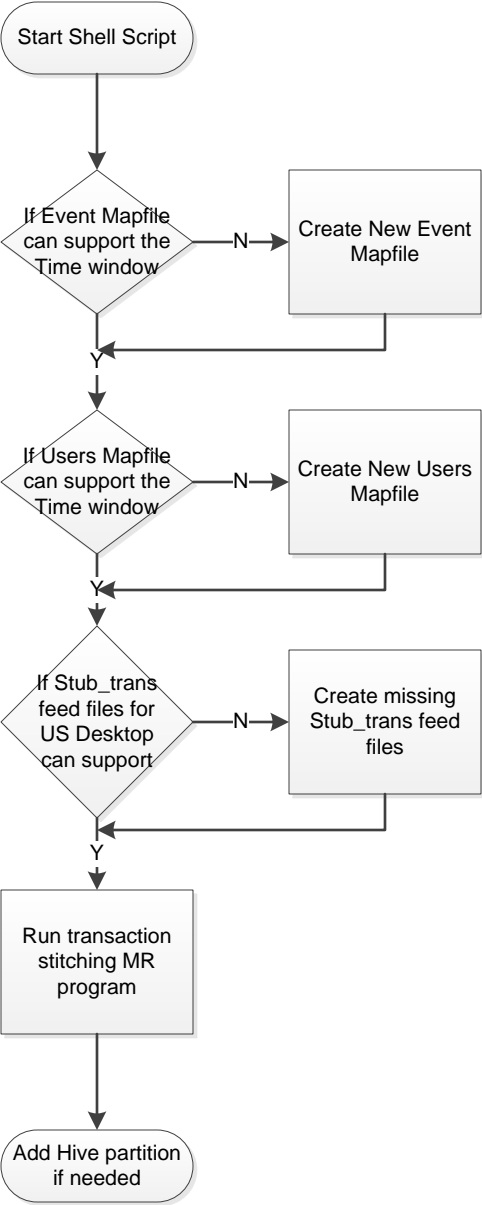 Start Shell Script
If Event Mapfile
can support the
Time window
N
Create New Event
Mapfile
Y
If Users Mapfile
can support the
Time window
N
Create New Users
Mapfile
Y
If Stub_trans
feed files for
US Desktop
can support
N
Create missing
Stub_trans feed
files
Y
Run transaction
stitching MR
program
Add Hive partition
if needed